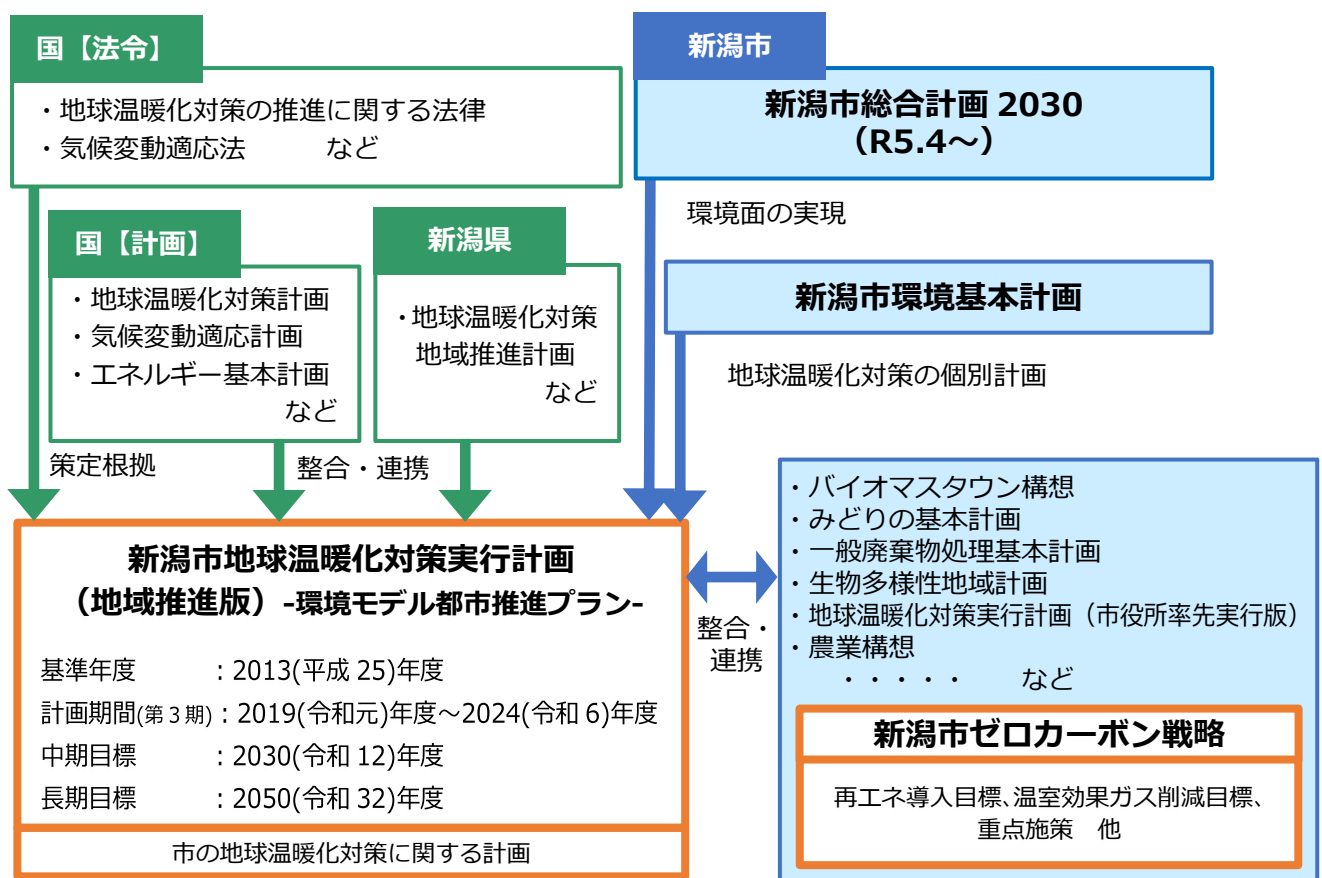 国【法令】
・地球温暖化対策の推進に関する法律
・気候変動適応法　　　など
新潟市
新潟市総合計画 2030
（R5.4～）
環境面の実現
国【計画】
・地球温暖化対策計画
・気候変動適応計画
・エネルギー基本計画
など
新潟県
・地球温暖化対策
地域推進計画
など
新潟市環境基本計画
地球温暖化対策の個別計画
策定根拠
整合・連携
新潟市地球温暖化対策実行計画
（地域推進版）-環境モデル都市推進プラン-
基準年度　　　：2013(平成 25)年度
計画期間(第 3 期)：2019(令和元)年度～2024(令和 6)年度
中期目標　　　：2030(令和 12)年度
長期目標　　　：2050(令和 32)年度
市の地球温暖化対策に関する計画
整合・
連携
・バイオマスタウン構想
・みどりの基本計画
・一般廃棄物処理基本計画
・生物多様性地域計画
・地球温暖化対策実行計画（市役所率先実行版）
・農業構想
・・・・・　　など
新潟市ゼロカーボン戦略
再エネ導入目標、温室効果ガス削減目標、
重点施策　他